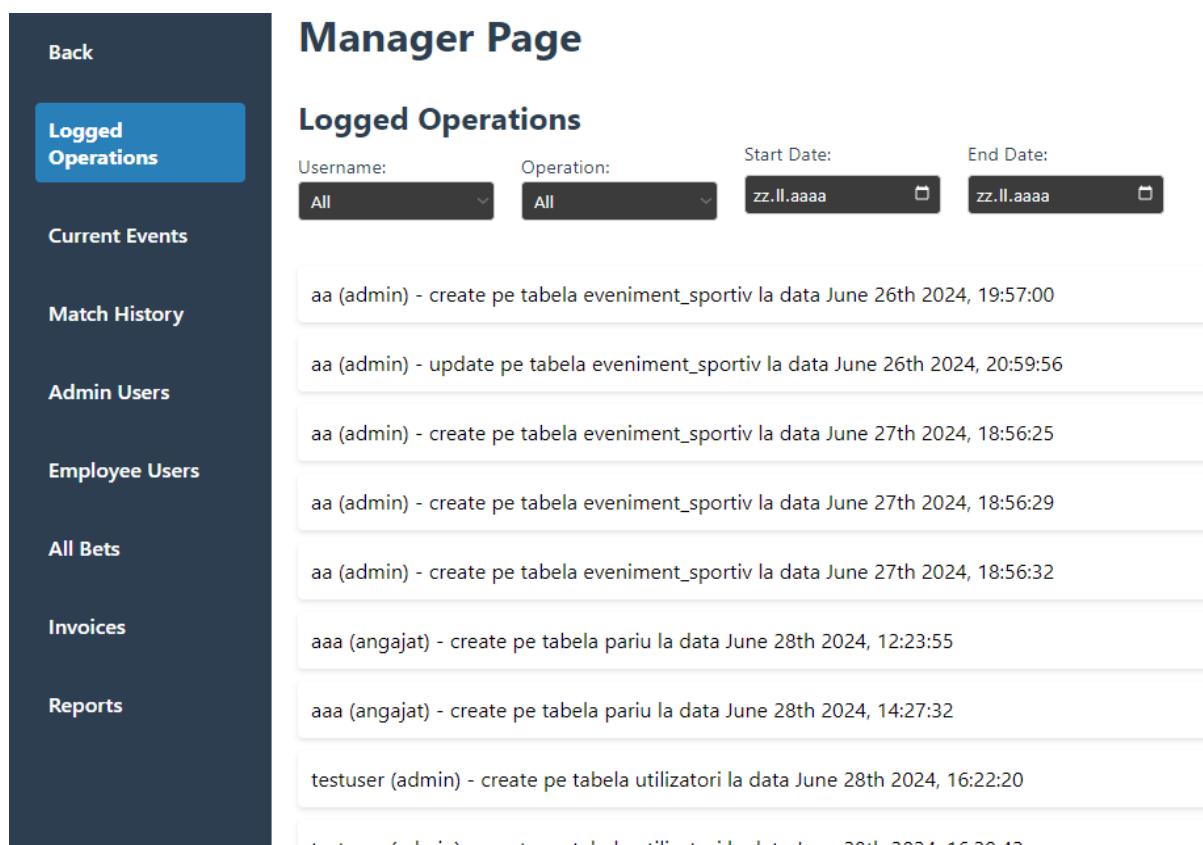 Back
Logged
Operations
Current Events
Match History
Admin Users
Employee Users
All Bets
Invoices
Reports
Manager Page
Logged Operations
Username:
All
Operation:
All
Start Date:
zz.ll.aaaa
End Date:
zz.ll.aaaa
aa (admin) - create pe tabela eveniment_sportiv la data June 26th 2024, 19:57:00
aa (admin) - update pe tabela eveniment_sportiv la data June 26th 2024, 20:59:56
aa (admin) - create pe tabela eveniment_sportiv la data June 27th 2024, 18:56:25
aa (admin) - create pe tabela eveniment_sportiv la data June 27th 2024, 18:56:29
aa (admin) - create pe tabela eveniment_sportiv la data June 27th 2024, 18:56:32
aaa (angajat) - create pe tabela pariu la data June 28th 2024, 12:23:55
aaa (angajat) - create pe tabela pariu la data June 28th 2024, 14:27:32
testuser (admin) - create pe tabela utilizatori la data June 28th 2024, 16:22:20